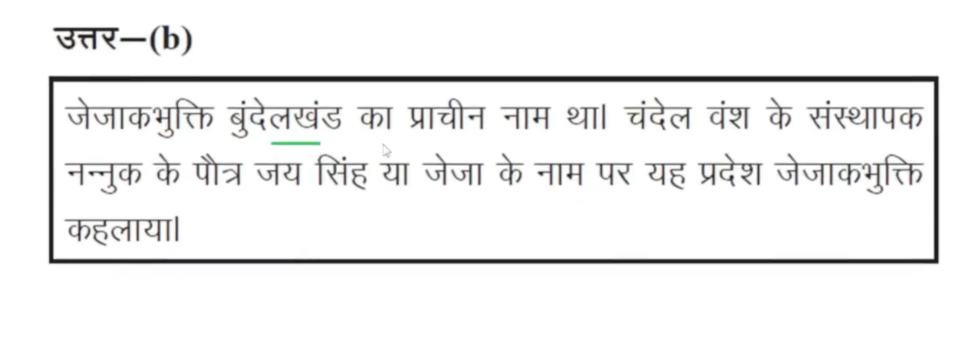 उत्तर—(b)
जेजाकभुक्ति बुंदेलखंड का प्राचीन नाम था। चंदेल वंश के संस्थापक
नन्नुक के पौत्र जय सिंह या जेजा के नाम पर यह प्रदेश जेजाकभुक्ति
कहलाया।